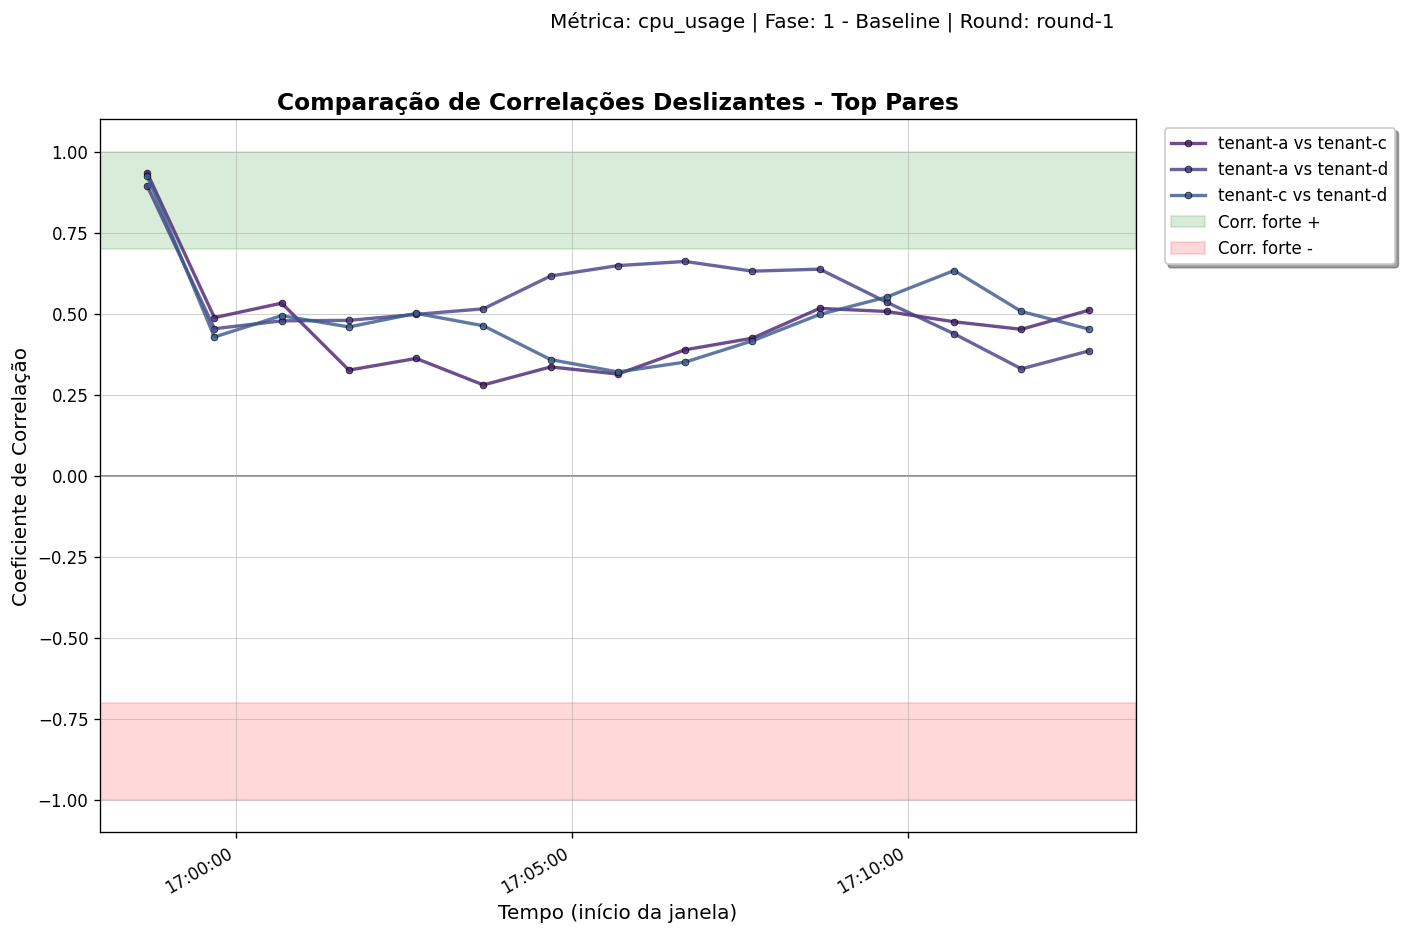 Métrica: cpu_usage | Fase: 1 - Baseline | Round: round-1
Comparação de Correlações Deslizantes - Top Pares
tenant-a vs tenant-c
tenant-a vs tenant-d
tenant-c vs tenant-d
Corr. forte +
Corr. forte -
Coeficiente de Correlação
1.00
0.75
0.50
0.25
0.00
−0.25
−0.50
−0.75
−1.00
17:00:00
17:05:00
17:10:00
Tempo (início da janela)